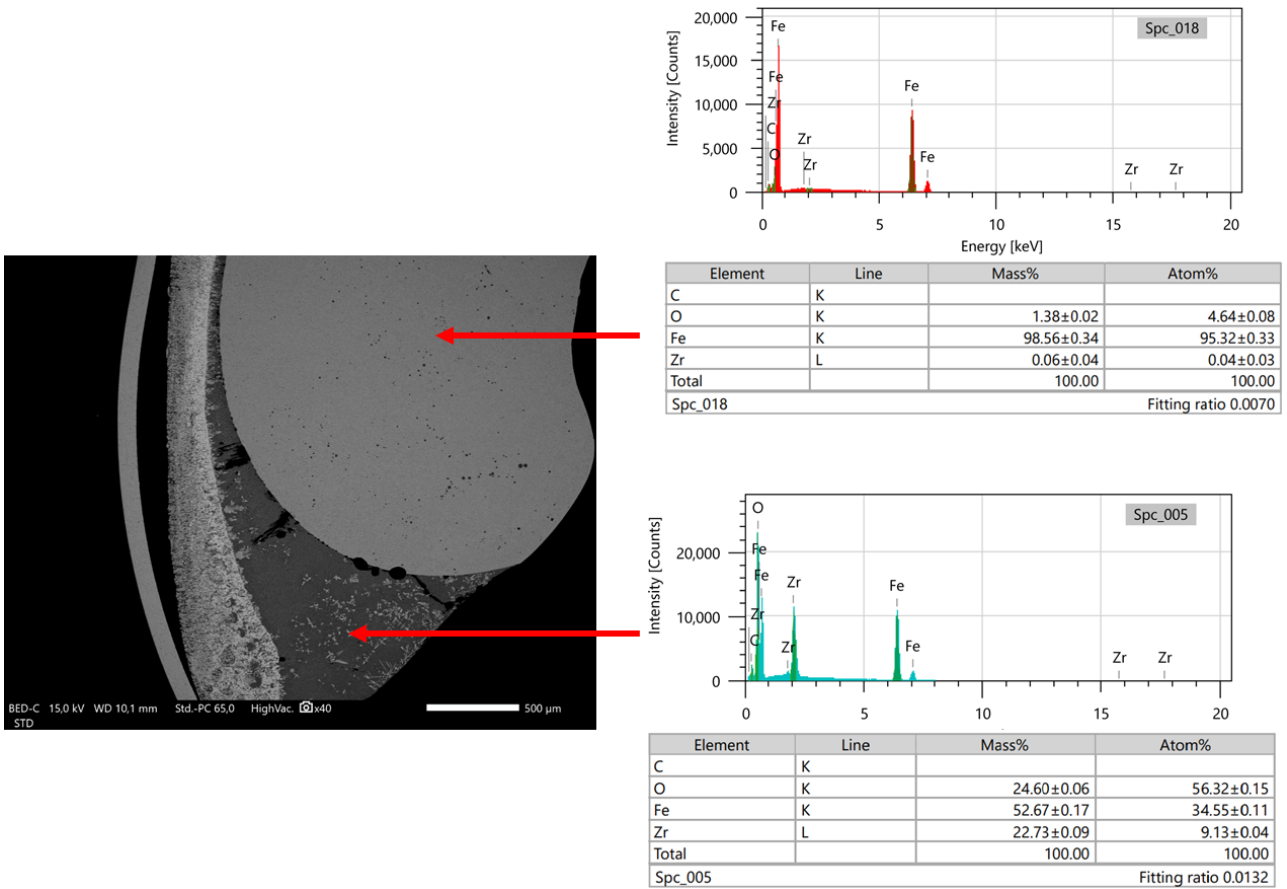 20,000
15,000
10,000
5,000
0
Intensity [Counts]
Fe
Fe
Zr
C
O
Zr
Zr
Fe
Fe
Zr
Zr
Spc_018
0 5 10 15 20
Energy [keV]
Element Line Mass% Atom%
C K
O K 1.38±0.02 4.64±0.08
Fe K 98.56±0.34 95.32±0.33
Zr L 0.06±0.04 0.04±0.03
Total 100.00 100.00
Spc_018 Fitting ratio 0.0070
BED-C 15,0 kV WD 10,1 mm Std.-PC 65,0 HighVac. x40 500 µm
STD
20,000
10,000
0
Intensity [Counts]
O
Fe
Fe
Zr
C
Zr
Zr
Fe
Fe
Zr
Zr
Spc_005
0 5 10 15 20
Element Line Mass% Atom%
C K
O K 24.60±0.06 56.32±0.15
Fe K 52.67±0.17 34.55±0.11
Zr L 22.73±0.09 9.13±0.04
Total 100.00 100.00
Spc_005 Fitting ratio 0.0132